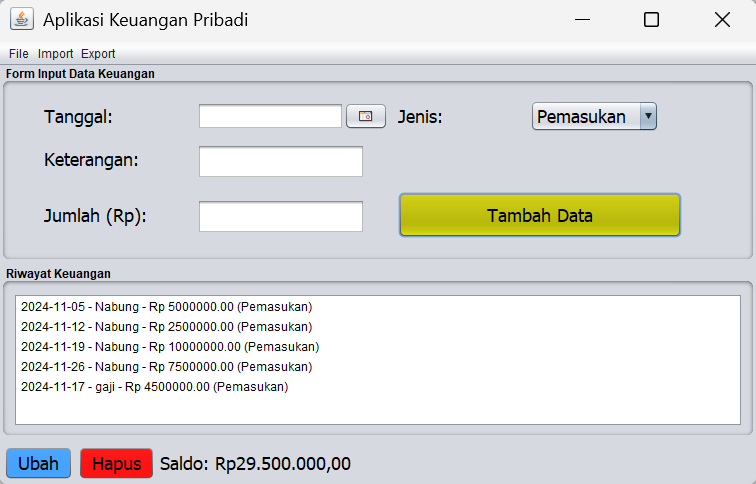 Aplikasi Keuangan Pribadi
File Import Export
Form Input Data Keuangan
Tanggal: Jenis: Pemasukan
Keterangan:
Jumlah (Rp): Tambah Data
Riwayat Keuangan
2024-11-05 - Nabung - Rp 5000000.00 (Pemasukan)
2024-11-12 - Nabung - Rp 2500000.00 (Pemasukan)
2024-11-19 - Nabung - Rp 10000000.00 (Pemasukan)
2024-11-26 - Nabung - Rp 7500000.00 (Pemasukan)
2024-11-17 - gaji - Rp 4500000.00 (Pemasukan)
Ubah Hapus Saldo: Rp29.500.000,00